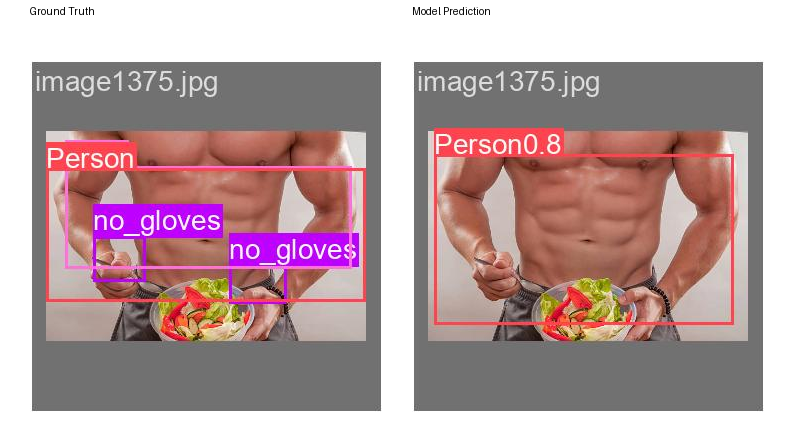 Ground Truth
Model Prediction
image1375.jpg
image1375.jpg
Person
Person0.8
no_gloves
no_gloves